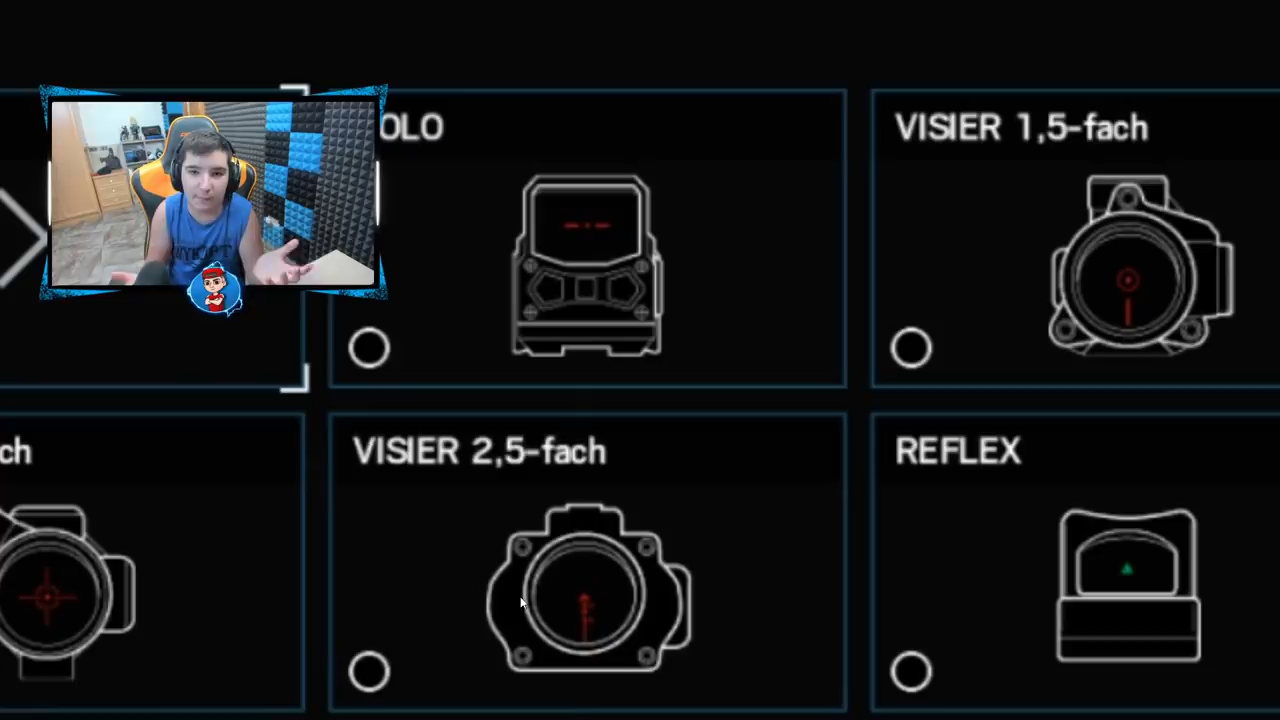 OLO
VISIER 1,5-fach
ch
VISIER 2,5-fach
REFLEX